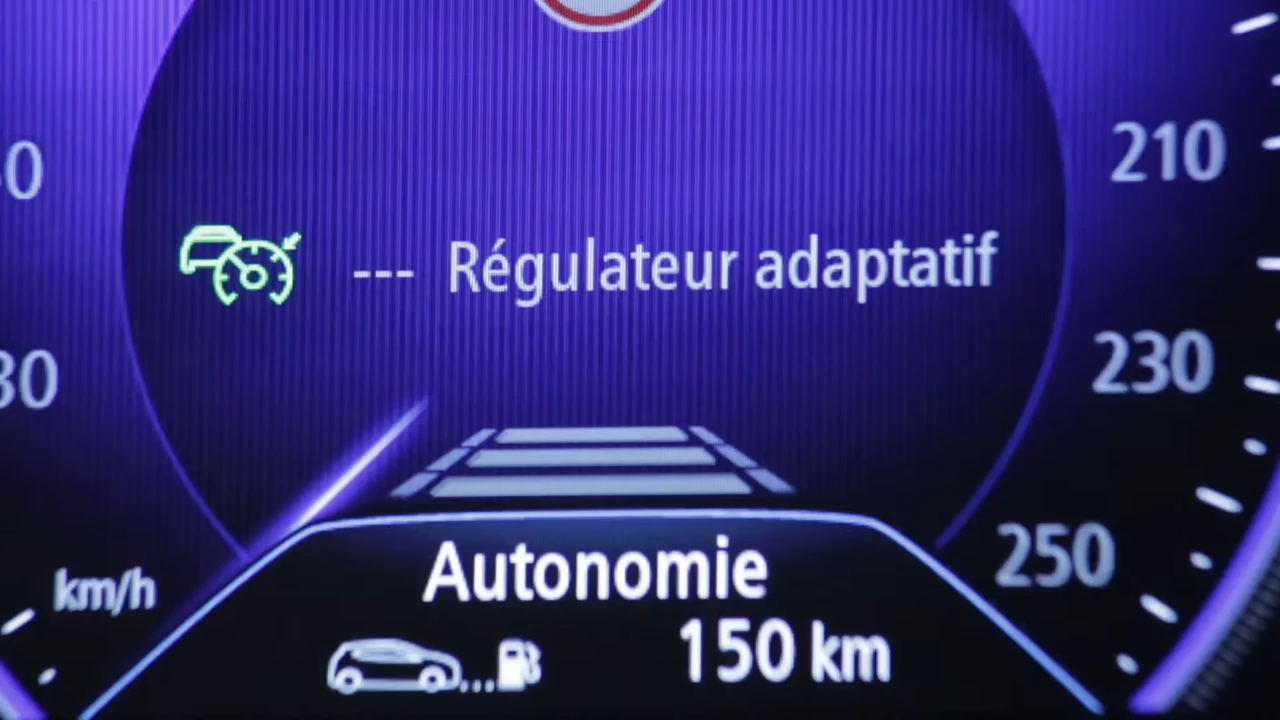 210
--- Régulateur adaptatif
230
250
km/h
Autonomie
150 km